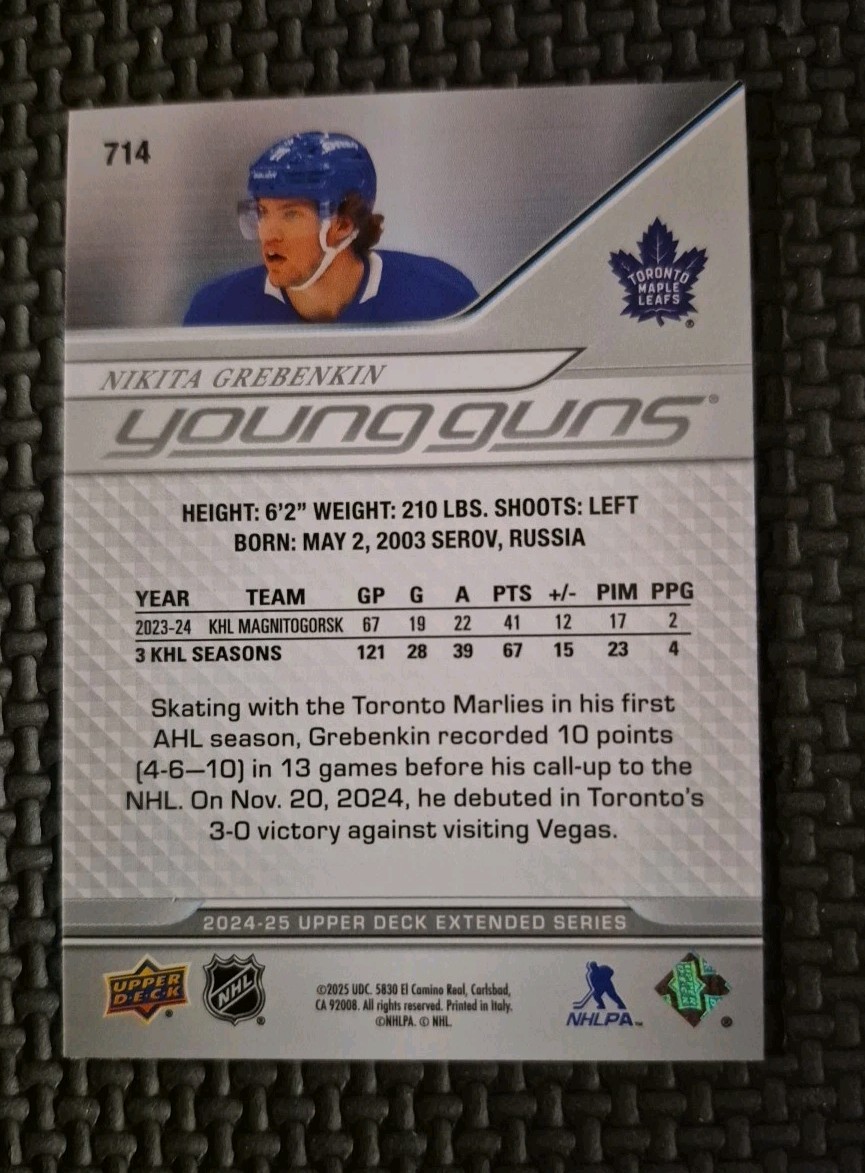 714
TORONTO
MAPLE
LEAFS
®
NIKITA GREBENKIN
young guns®
HEIGHT: 6'2" WEIGHT: 210 LBS. SHOOTS: LEFT
BORN: MAY 2, 2003 SEROV, RUSSIA
YEAR TEAM GP G A PTS +/- PIM PPG
2023-24 KHL MAGNITOGORSK 67 19 22 41 12 17 2
3 KHL SEASONS 121 28 39 67 15 23 4
Skating with the Toronto Marlies in his first
AHL season, Grebenkin recorded 10 points
(4-6—10) in 13 games before his call-up to the
NHL. On Nov. 20, 2024, he debuted in Toronto's
3-0 victory against visiting Vegas.
2024-25 UPPER DECK EXTENDED SERIES
UPPER
D•E•C•K
®
NHL
®
©2025 UDC. 5830 El Camino Real, Carlsbad,
CA 92008. All rights reserved. Printed in Italy.
©NHLPA. © NHL.
NHLPA™
®